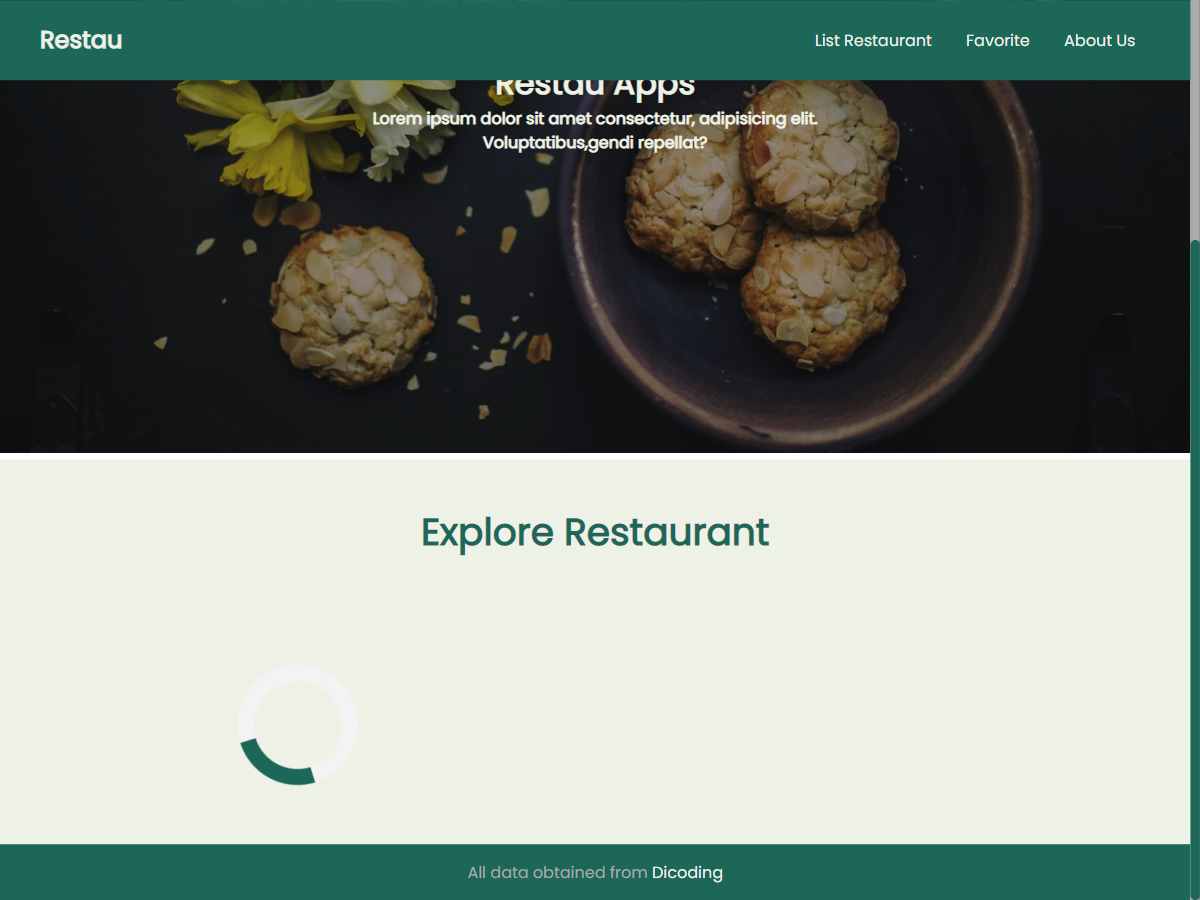 Restau
List Restaurant
Favorite
About Us
Restau Apps
Lorem ipsum dolor sit amet consectetur, adipisicing elit.
Voluptatibus,gendi repellat?
Explore Restaurant
All data obtained from Dicoding